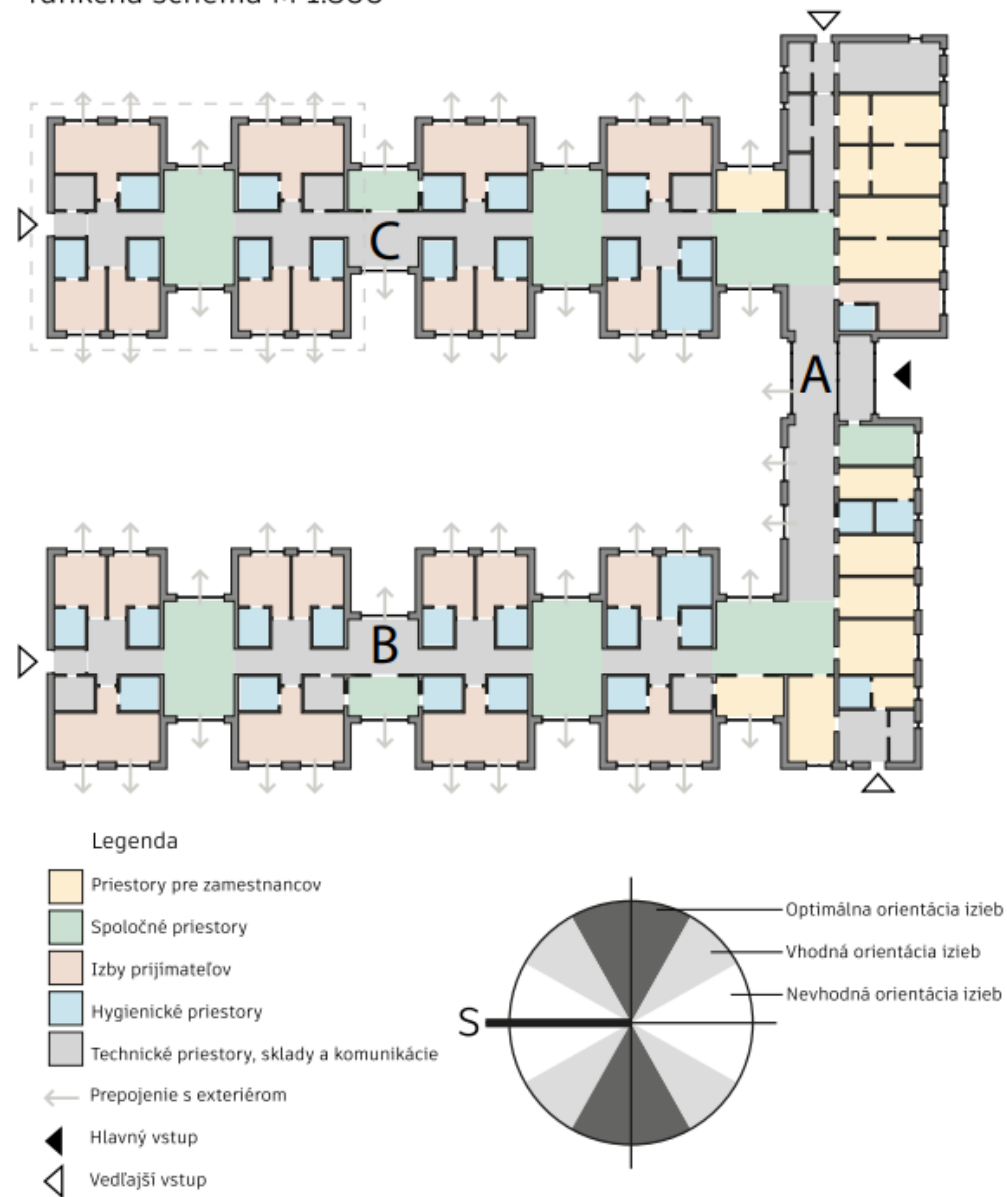 C
A
B
Legenda
Priestory pre zamestnancov
Spoločné priestory
Izby prijímateľov
Hygienické priestory
Technické priestory, sklady a komunikácie
Prepojenie s exteriérom
Hlavný vstup
Vedľajší vstup
Optimálna orientácia izieb
Vhodná orientácia izieb
Nevhodná orientácia izieb
S